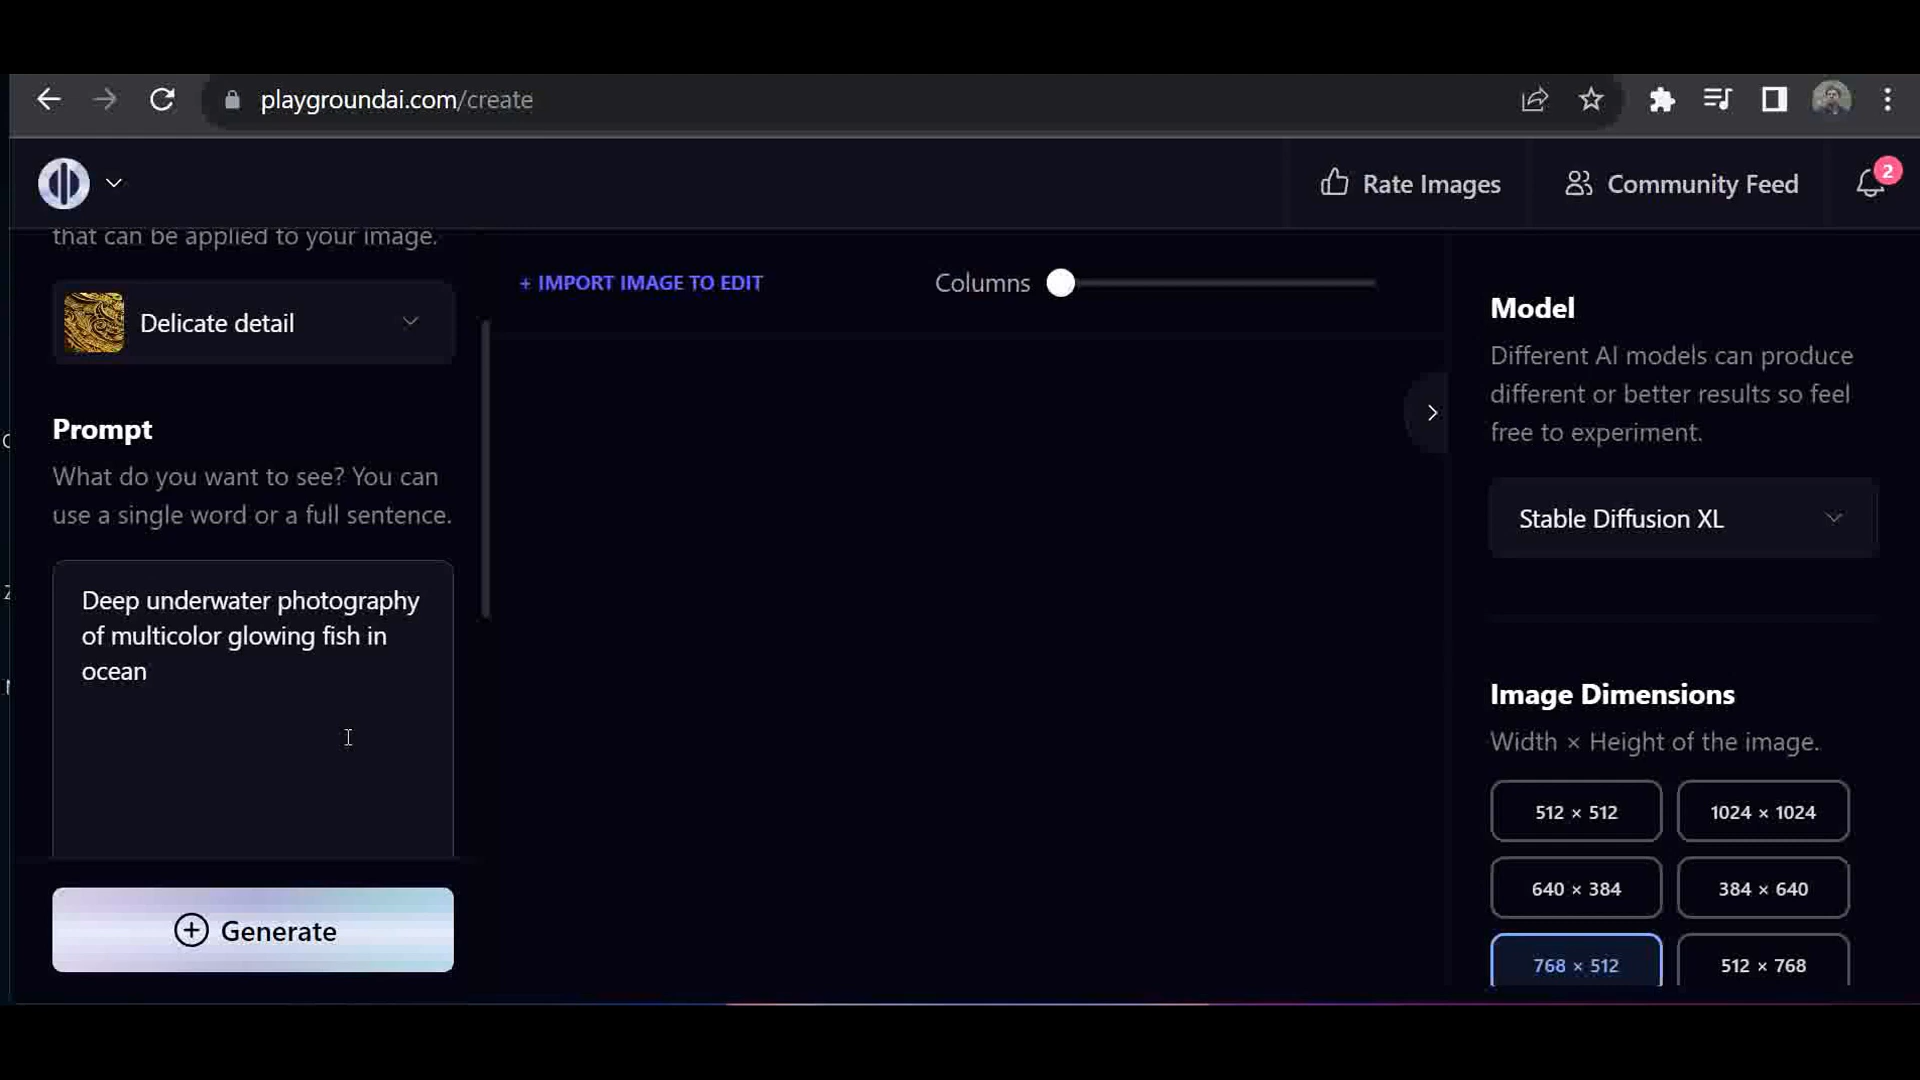 playgroundai.com/create
Rate Images
Community Feed
2
that can be applied to your image.
Delicate detail
Prompt
What do you want to see? You can
use a single word or a full sentence.
Deep underwater photography
of multicolor glowing fish in
ocean
Generate
+ IMPORT IMAGE TO EDIT
Columns
Model
Different AI models can produce
different or better results so feel
free to experiment.
Stable Diffusion XL
Image Dimensions
Width × Height of the image.
512 × 512
1024 × 1024
640 × 384
384 × 640
768 × 512
512 × 768